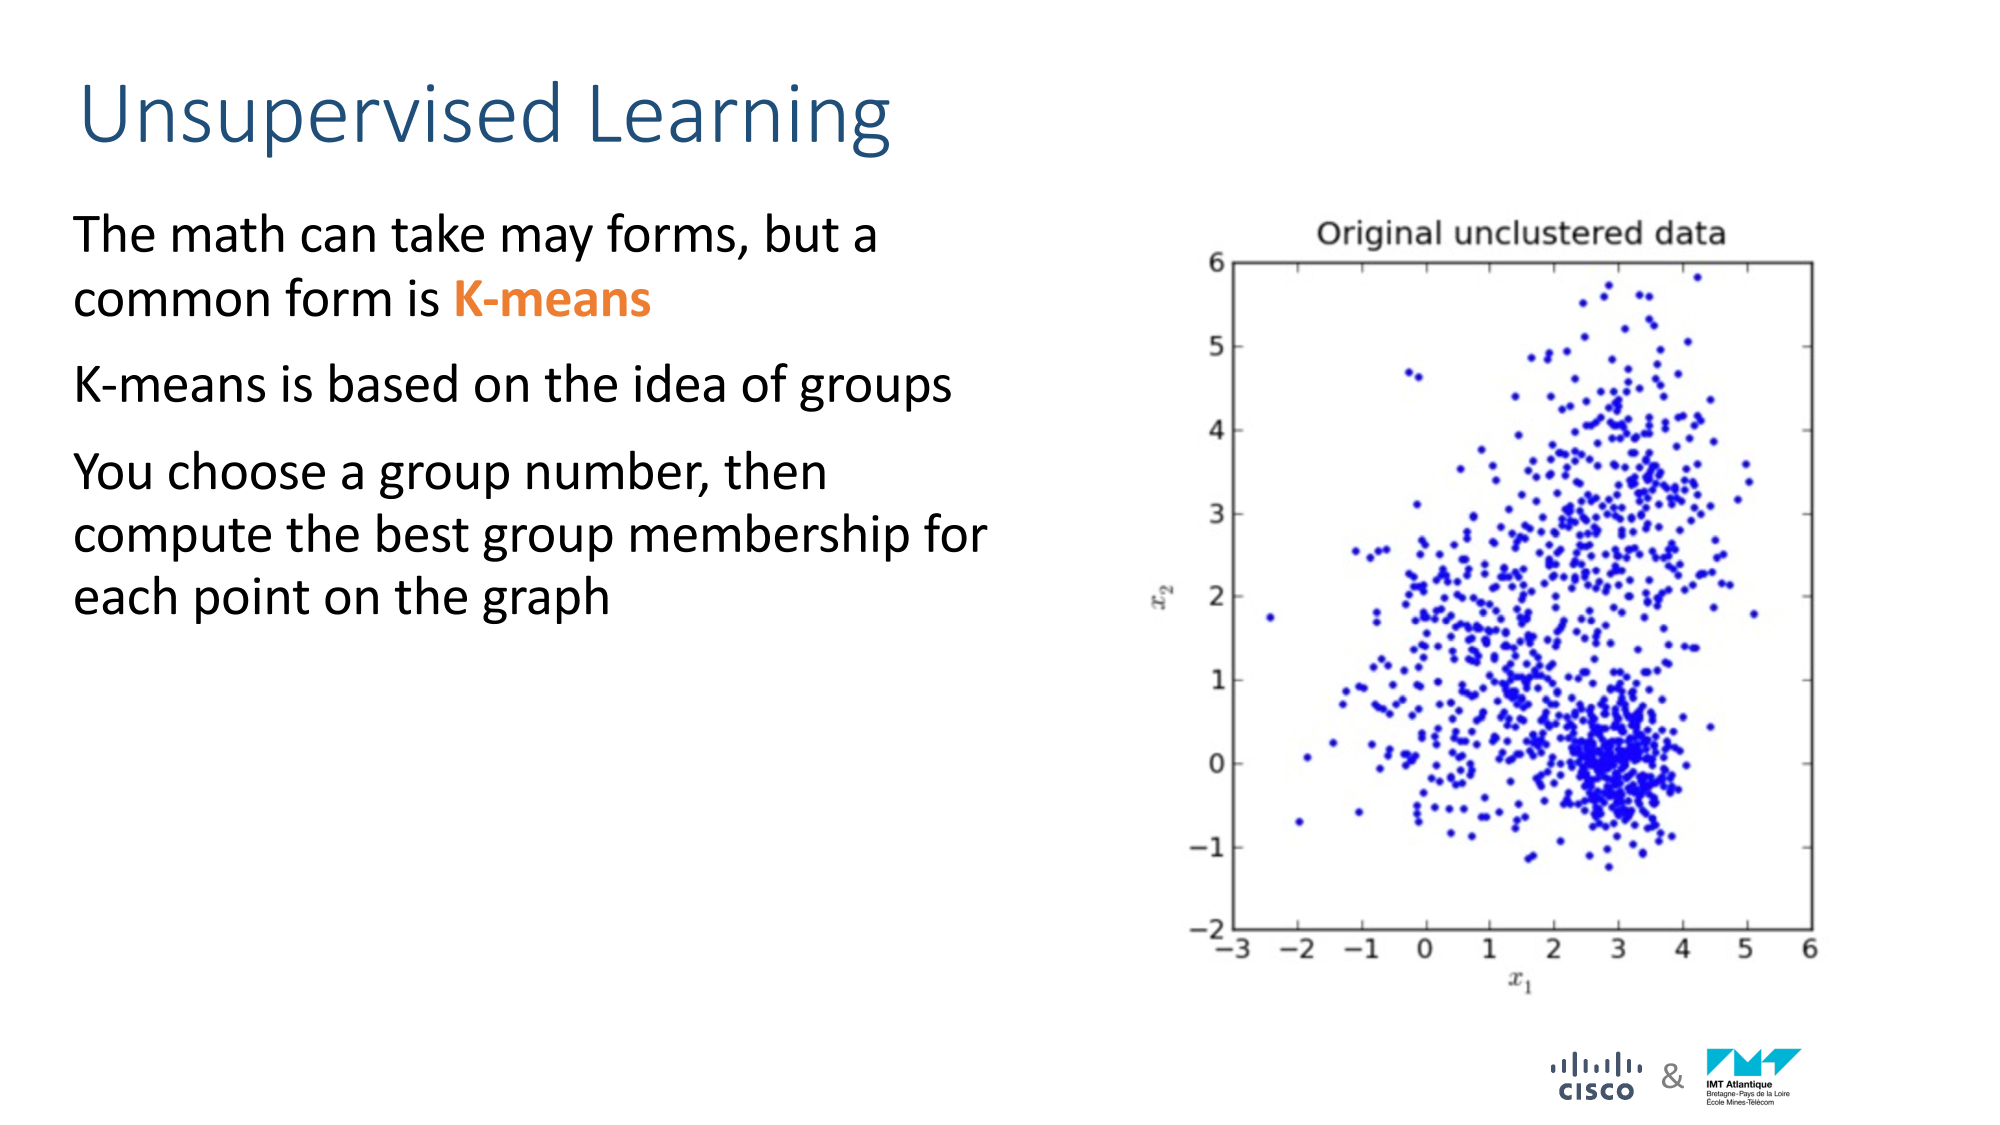 Unsupervised Learning
The math can take may forms, but a
common form is K-means
K-means is based on the idea of groups
You choose a group number, then
compute the best group membership for
each point on the graph
Original unclustered data
6
5
4
3
2
1
0
−1
−2
x₂
−3 −2 −1 0 1 2 3 4 5 6
x₁
CISCO
&
IMT Atlantique
Bretagne-Pays de la Loire
École Mines-Télécom